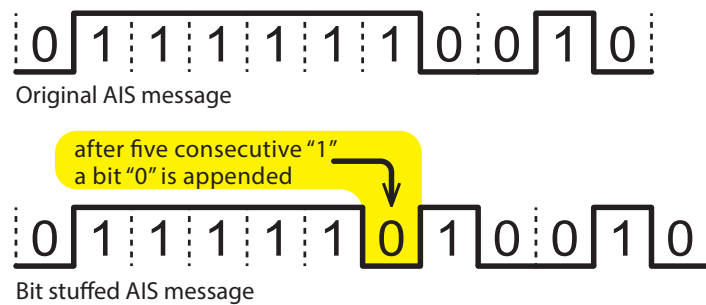 0 1 1 1 1 1 1 0 0 1 0
Original AIS message
after five consecutive “1”
a bit “0” is appended
0 1 1 1 1 1 0 1 0 0 1 0
Bit stuffed AIS message